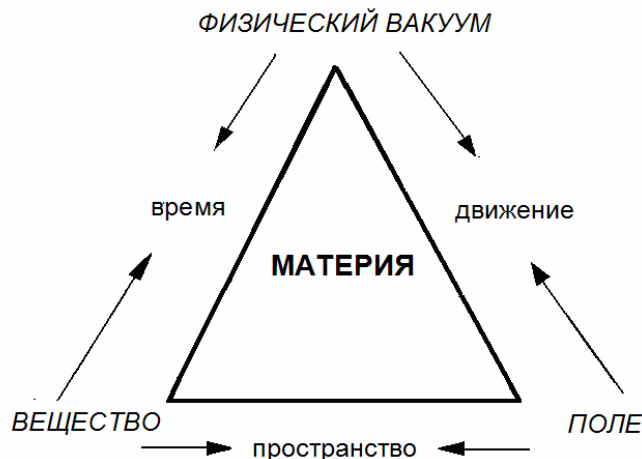 ФИЗИЧЕСКИЙ ВАКУУМ
время
движение
МАТЕРИЯ
ВЕЩЕСТВО
ПОЛЕ
пространство